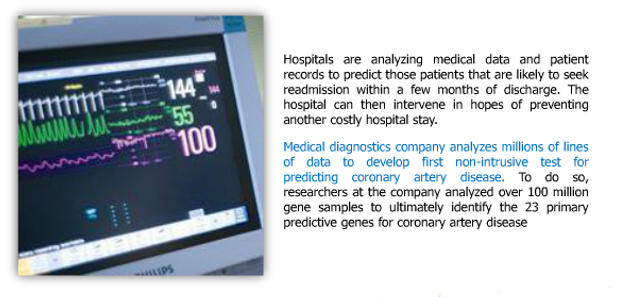 144
144
0
55
100
PHILIPS
Hospitals are analyzing medical data and patient
records to predict those patients that are likely to seek
readmission within a few months of discharge. The
hospital can then intervene in hopes of preventing
another costly hospital stay.
Medical diagnostics company analyzes millions of lines
of data to develop first non-intrusive test for
predicting coronary artery disease. To do so,
researchers at the company analyzed over 100 million
gene samples to ultimately identify the 23 primary
predictive genes for coronary artery disease